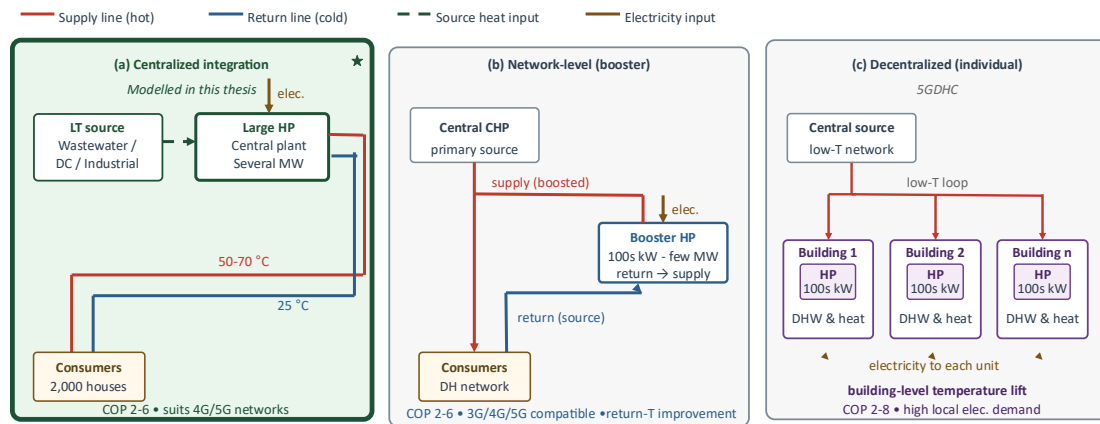 Supply line (hot)
Return line (cold)
Source heat input
Electricity input
(a) Centralized integration
Modelled in this thesis
elec.
LT source
Wastewater /
DC / Industrial
Large HP
Central plant
Several MW
50-70 °C
25 °C
Consumers
2,000 houses
COP 2-6 • suits 4G/5G networks
(b) Network-level (booster)
Central CHP
primary source
supply (boosted)
elec.
Booster HP
100s kW - few MW
return → supply
return (source)
Consumers
DH network
COP 2-6 • 3G/4G/5G compatible •return-T improvement
(c) Decentralized (individual)
5GDHC
Central source
low-T network
low-T loop
Building 1
HP
100s kW
DHW & heat
Building 2
HP
100s kW
DHW & heat
Building n
HP
100s kW
DHW & heat
electricity to each unit
building-level temperature lift
COP 2-8 • high local elec. demand